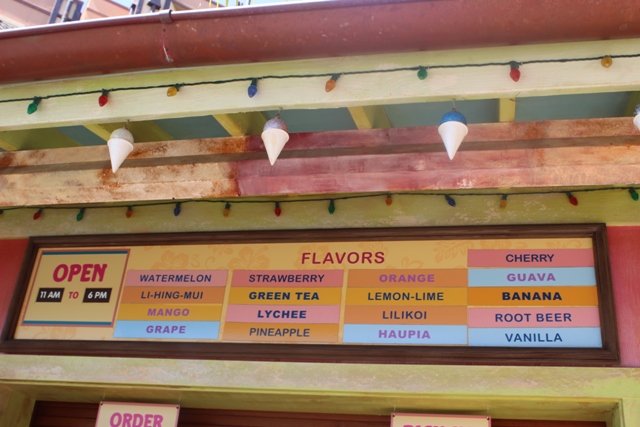 OPEN
11 AM TO 6 PM
FLAVORS
WATERMELON
LI-HING-MUI
MANGO
GRAPE
STRAWBERRY
GREEN TEA
LYCHEE
PINEAPPLE
ORANGE
LEMON-LIME
LILIKOI
HAUPIA
CHERRY
GUAVA
BANANA
ROOT BEER
VANILLA
ORDER